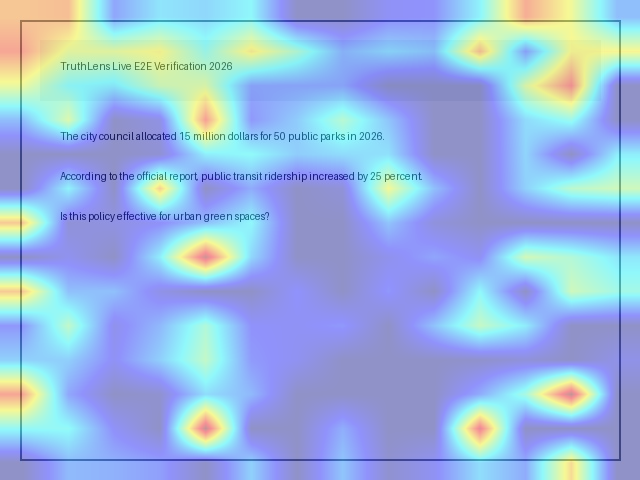 TruthLens Live E2E Verification 2026
The city council allocated 15 million dollars for 50 public parks in 2026.
According to the official report, public transit ridership increased by 25 percent.
Is this policy effective for urban green spaces?